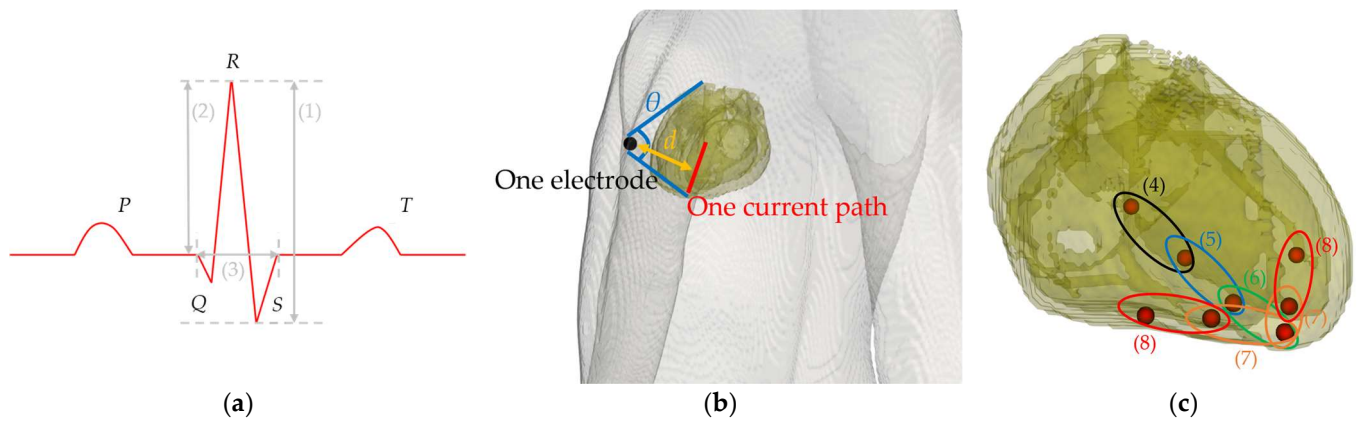 R
(2)
(1)
P
T
(3)
Q
S
(a)
θ
d
One electrode
One current path
(b)
(4)
(5)
(8)
(6)
(7)
(8)
(7)
(c)